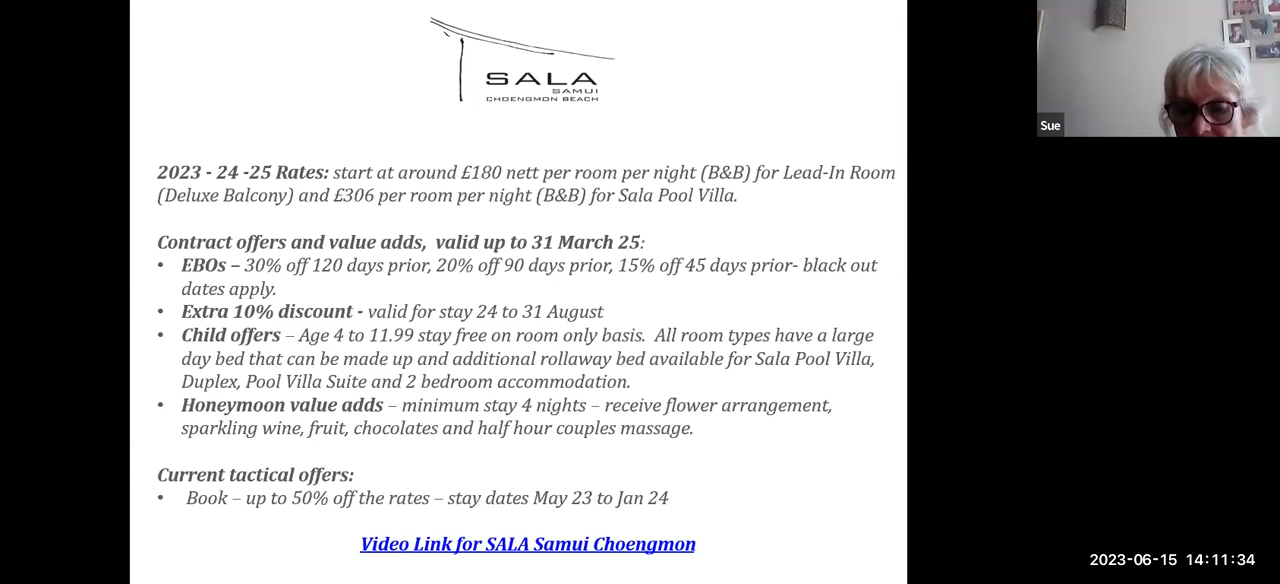 SALA
SAMUI
CHOENGMON BEACH
2023 - 24 -25 Rates: start at around £180 nett per room per night (B&B) for Lead-In Room
(Deluxe Balcony) and £306 per room per night (B&B) for Sala Pool Villa.
Contract offers and value adds,  valid up to 31 March 25:
• EBOs – 30% off 120 days prior, 20% off 90 days prior, 15% off 45 days prior- black out
dates apply.
• Extra 10% discount - valid for stay 24 to 31 August
• Child offers – Age 4 to 11.99 stay free on room only basis.  All room types have a large
day bed that can be made up and additional rollaway bed available for Sala Pool Villa,
Duplex, Pool Villa Suite and 2 bedroom accommodation.
• Honeymoon value adds – minimum stay 4 nights – receive flower arrangement,
sparkling wine, fruit, chocolates and half hour couples massage.
Current tactical offers:
• Book – up to 50% off the rates – stay dates May 23 to Jan 24
Video Link for SALA Samui Choengmon
Sue
2023-06-15 14:11:34